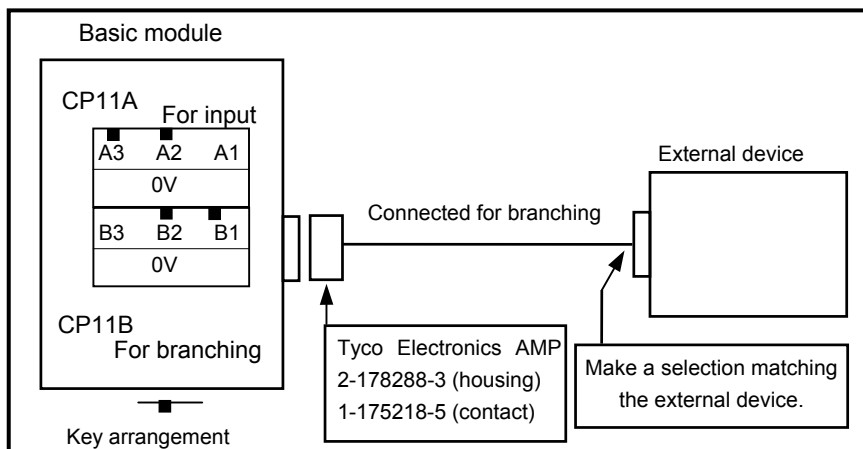 Basic module
CP11A
For input
A3 A2 A1
0V
B3 B2 B1
0V
CP11B
For branching
Key arrangement
Connected for branching
External device
Tyco Electronics AMP
2-178288-3 (housing)
1-175218-5 (contact)
Make a selection matching
the external device.